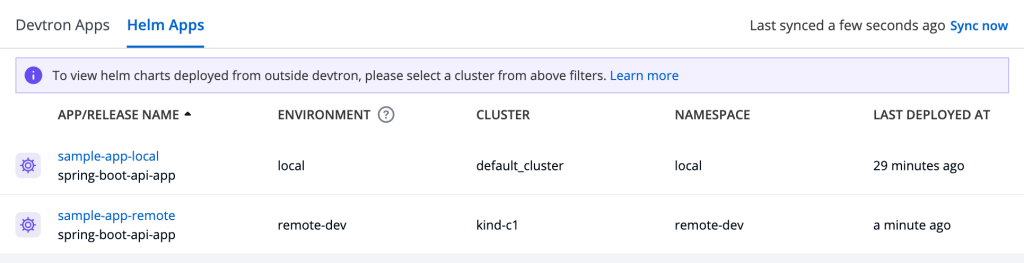 Devtron Apps Helm Apps Last synced a few seconds ago Sync now
To view helm charts deployed from outside devtron, please select a cluster from above filters. Learn more
APP/RELEASE NAME ENVIRONMENT CLUSTER NAMESPACE LAST DEPLOYED AT
sample-app-local
spring-boot-api-app local default_cluster local 29 minutes ago
sample-app-remote
spring-boot-api-app remote-dev kind-c1 remote-dev a minute ago